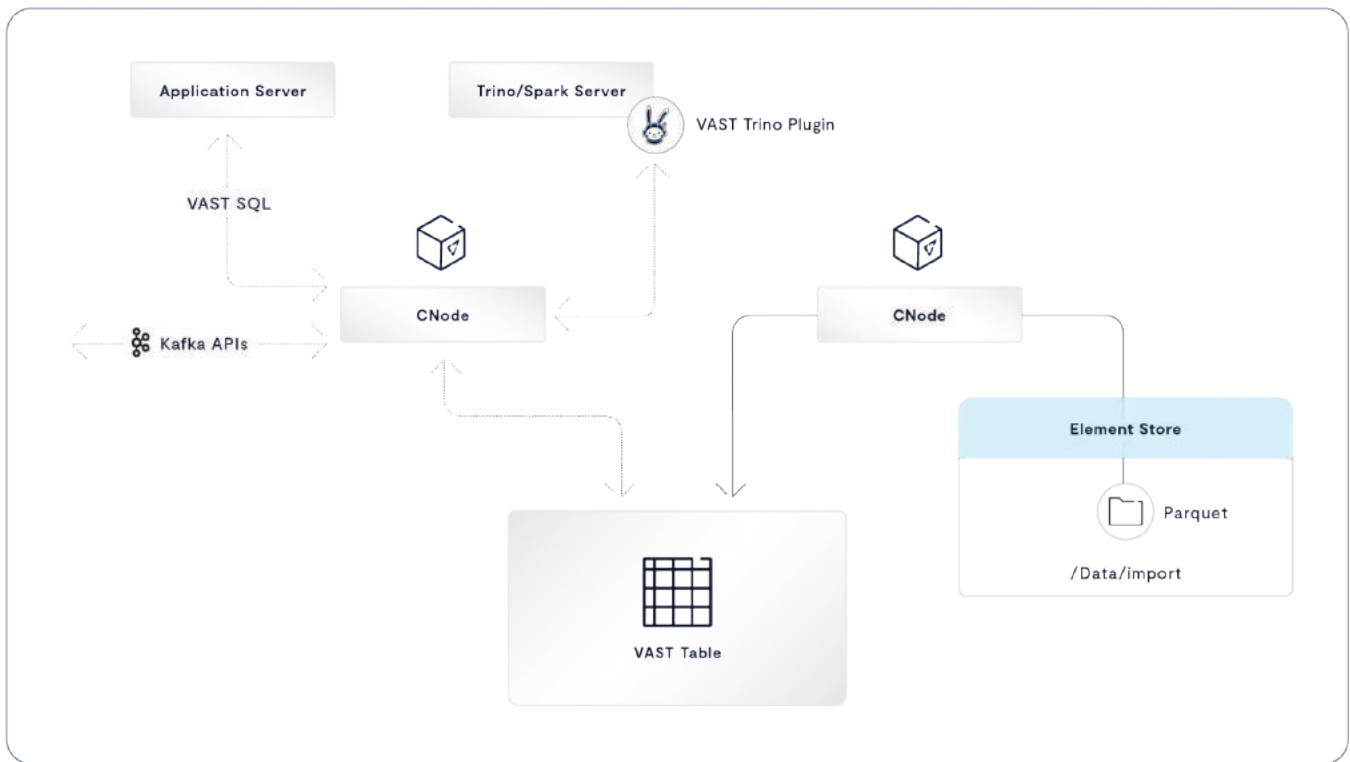 Application Server
Trino/Spark Server
VAST Trino Plugin
VAST SQL
CNode
CNode
Kafka APIs
Element Store
Parquet
/Data/import
VAST Table